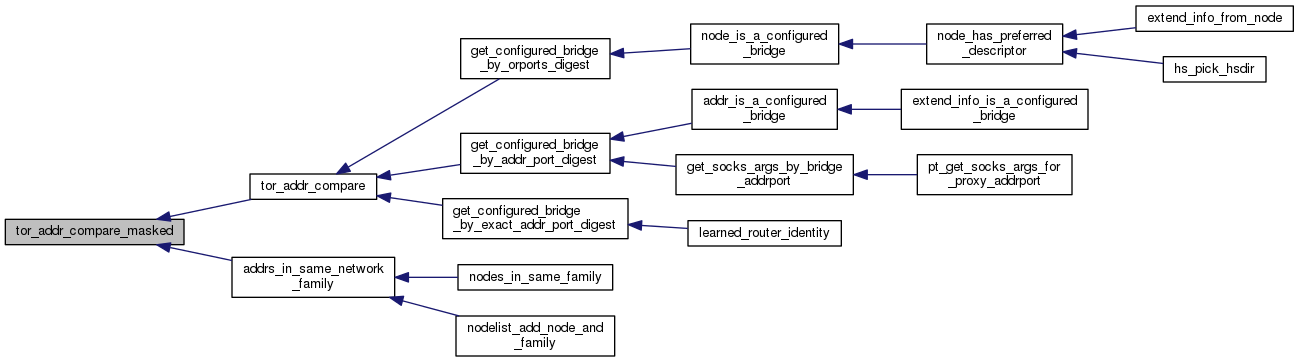 extend_info_from_node
get_configured_bridge
_by_orports_digest
node_is_a_configured
_bridge
node_has_preferred
_descriptor
hs_pick_hsdir
addr_is_a_configured
_bridge
extend_info_is_a_configured
_bridge
get_configured_bridge
_by_addr_port_digest
get_socks_args_by_bridge
_addrport
pt_get_socks_args_for
_proxy_addrport
tor_addr_compare
get_configured_bridge
_by_exact_addr_port_digest
learned_router_identity
tor_addr_compare_masked
addrs_in_same_network
_family
nodes_in_same_family
nodelist_add_node_and
_family